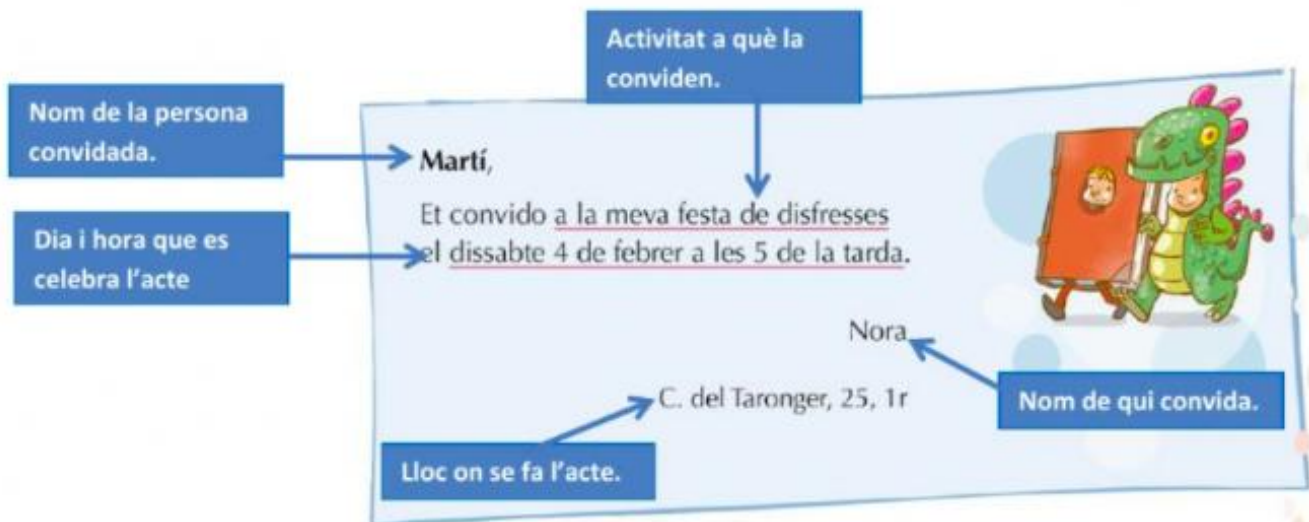 Activitat a què la
conviden.
Nom de la persona
convidada.
Martí,
Et convido a la meva festa de disfresses
Dia i hora que es
celebra l'acte
el dissabte 4 de febrer a les 5 de la tarda.
Nora
Nom de qui convida.
C. del Taronger, 25, 1r
Lloc on se fa l'acte.